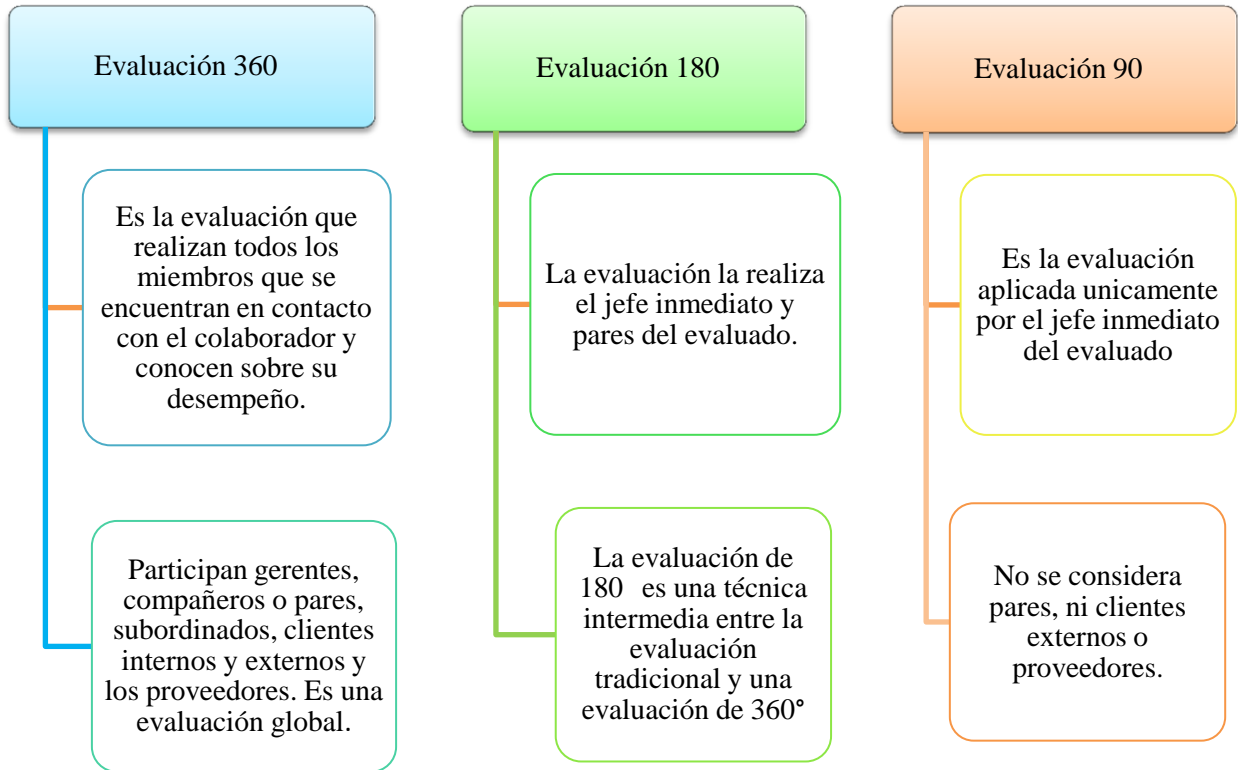 Evaluación 360
Es la evaluación que
realizan todos los
miembros que se
encuentran en contacto
con el colaborador y
conocen sobre su
desempeño.
Participan gerentes,
compañeros o pares,
subordinados, clientes
internos y externos y
los proveedores. Es una
evaluación global.
Evaluación 180
La evaluación la realiza
el jefe inmediato y
pares del evaluado.
La evaluación de
180 es una técnica
intermedia entre la
evaluación
tradicional y una
evaluación de 360°
Evaluación 90
Es la evaluación
aplicada unicamente
por el jefe inmediato
del evaluado
No se considera
pares, ni clientes
externos o
proveedores.